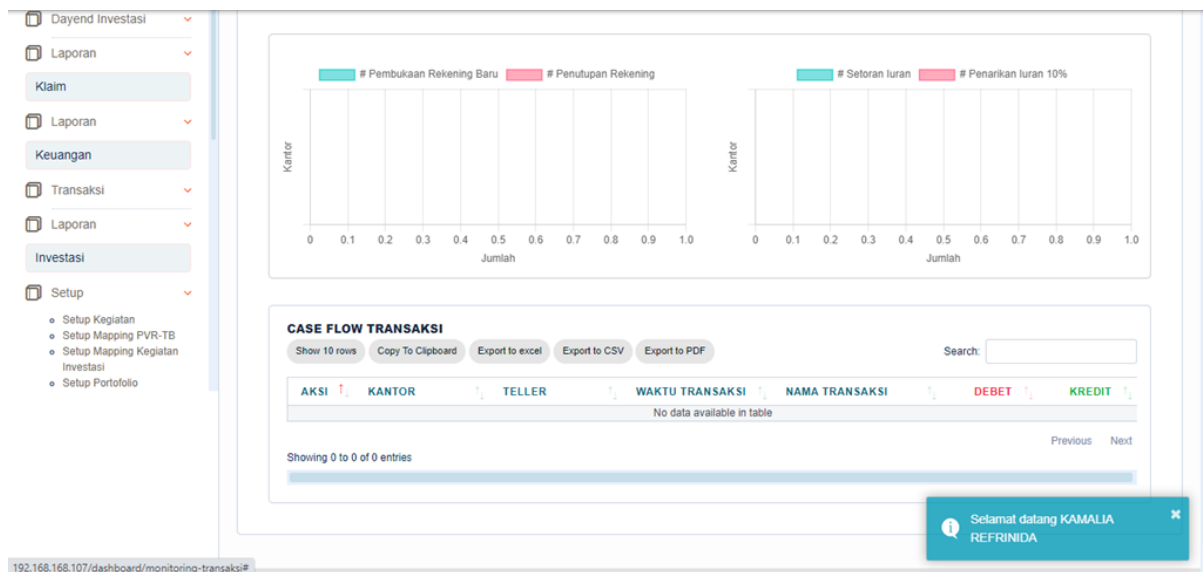 Dayend Investasi
Laporan
Klaim
Laporan
Keuangan
Transaksi
Laporan
Investasi
Setup
Setup Kegiatan
Setup Mapping PVR-TB
Setup Mapping Kegiatan
Investasi
Setup Portofolio
# Pembukaan Rekening Baru # Penutupan Rekening
Kantor
0 0.1 0.2 0.3 0.4 0.5 0.6 0.7 0.8 0.9 1.0
Jumlah
# Setoran Iuran # Penarikan Iuran 10%
Kantor
0 0.1 0.2 0.3 0.4 0.5 0.6 0.7 0.8 0.9 1.0
Jumlah
CASE FLOW TRANSAKSI
Show 10 rows Copy To Clipboard Export to excel Export to CSV Export to PDF Search:
AKSI KANTOR TELLER WAKTU TRANSAKSI NAMA TRANSAKSI DEBET KREDIT
No data available in table
Previous Next
Showing 0 to 0 of 0 entries
Selamat datang KAMALIA
REFRINIDA
192.168.168.107/dashboard/monitoring-transaksi#